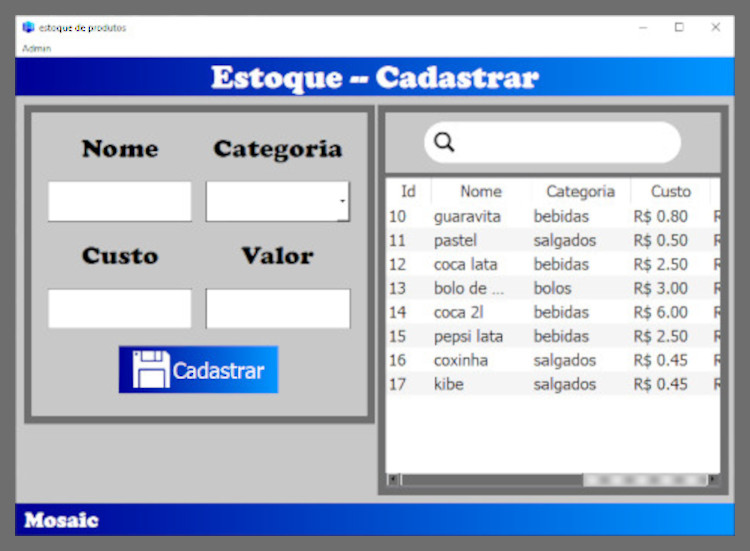 estoque de produtos
Admin
Estoque -- Cadastrar
Nome Categoria
Custo Valor
Cadastrar
Id Nome Categoria Custo
10 guaravita bebidas R$ 0.80 R
11 pastel salgados R$ 0.50 R
12 coca lata bebidas R$ 2.50 R
13 bolo de ... bolos R$ 3.00 R
14 coca 2l bebidas R$ 6.00 R
15 pepsi lata bebidas R$ 2.50 R
16 coxinha salgados R$ 0.45 R
17 kibe salgados R$ 0.45 R
Mosaic